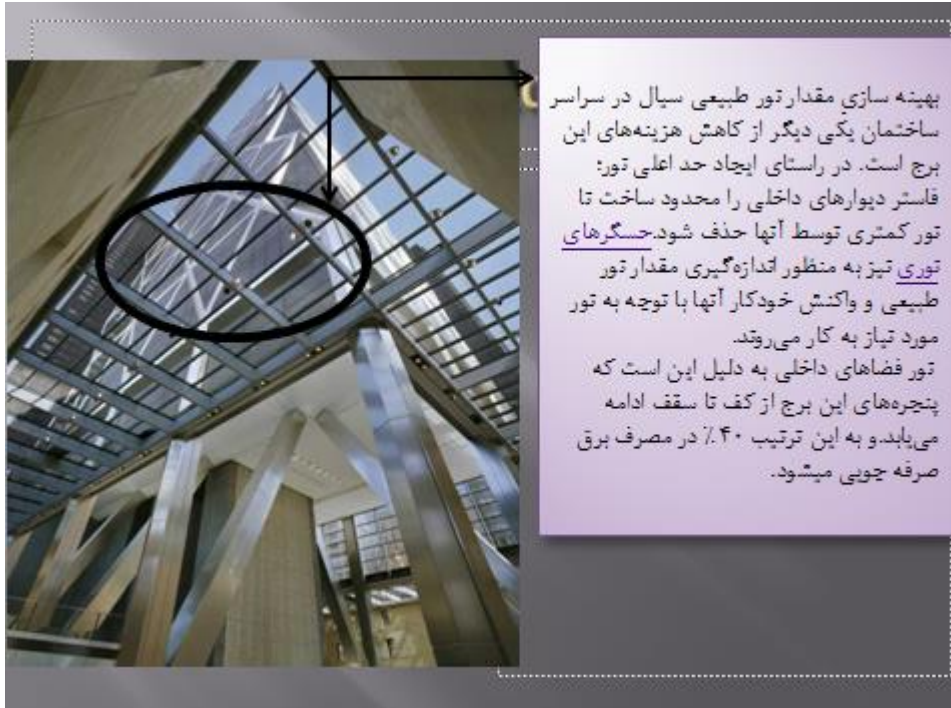 بهینه سازی مقدار نور طبیعی سیال در سراسر
ساختمان یکی دیگر از کاهش هزینه‌های این
برج است. در راستای ایجاد حد اعلی نور؛
فاستر دیوارهای داخلی را محدود ساخت تا
نور کمتری توسط آنها حذف شود.حسگرهای
نوری نیز به منظور اندازه‌گیری مقدار نور
طبیعی و واکنش خودکار آنها با توجه به نور
مورد نیاز به کار می‌روند.
نور فضاهای داخلی به دلیل این است که
پنجره‌های این برج از کف تا سقف ادامه
می‌یابد.و به این ترتیب ۴۰٪ در مصرف برق
صرفه جویی میشود.